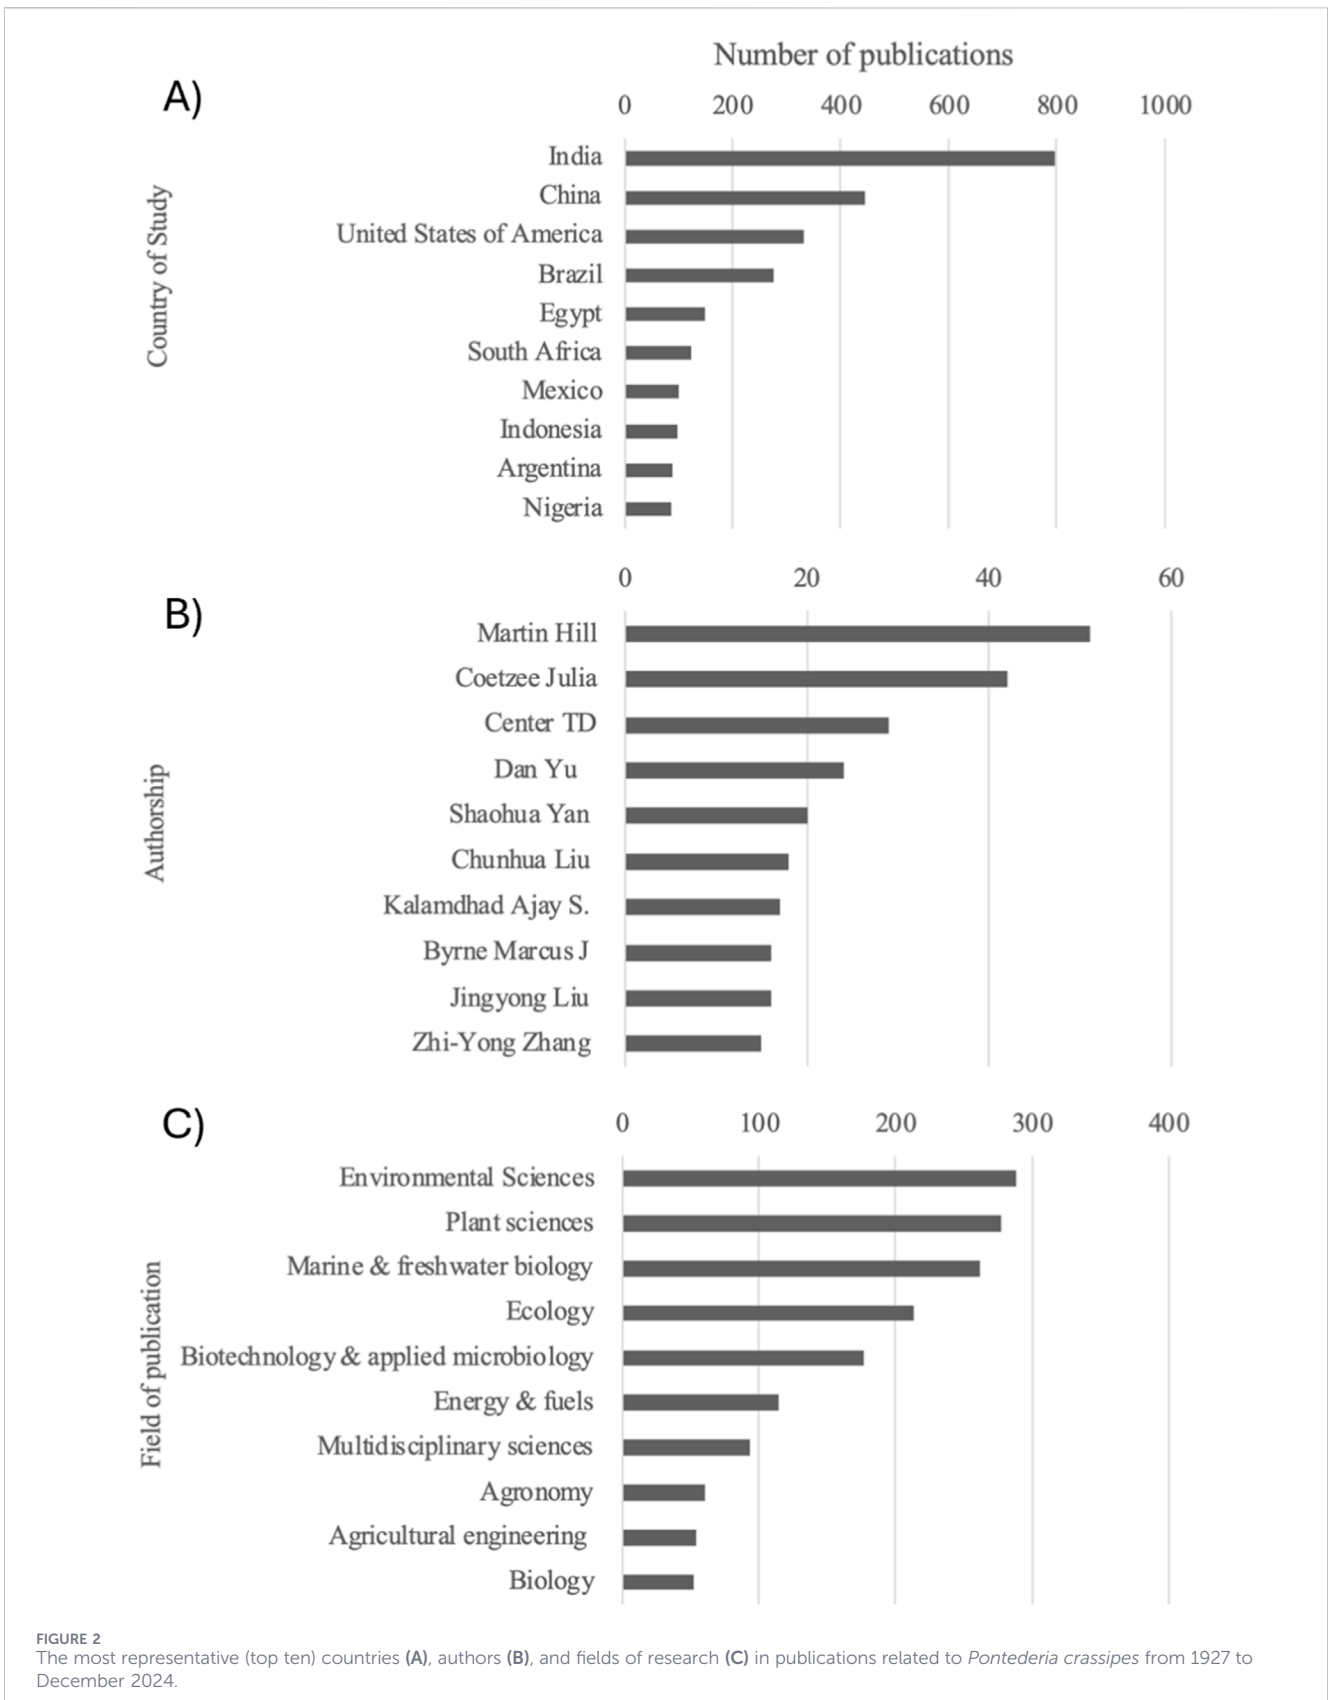 Number of publications
A)
0 200 400 600 800 1000
Country of Study
India
China
United States of America
Brazil
Egypt
South Africa
Mexico
Indonesia
Argentina
Nigeria
B)
0 20 40 60
Authorship
Martin Hill
Coetzee Julia
Center TD
Dan Yu
Shaohua Yan
Chunhua Liu
Kalamdhad Ajay S.
Byrne Marcus J
Jingyong Liu
Zhi-Yong Zhang
C)
0 100 200 300 400
Field of publication
Environmental Sciences
Plant sciences
Marine & freshwater biology
Ecology
Biotechnology & applied microbiology
Energy & fuels
Multidisciplinary sciences
Agronomy
Agricultural engineering
Biology
FIGURE 2
The most representative (top ten) countries (A), authors (B), and fields of research (C) in publications related to Pontederia crassipes from 1927 to
December 2024.